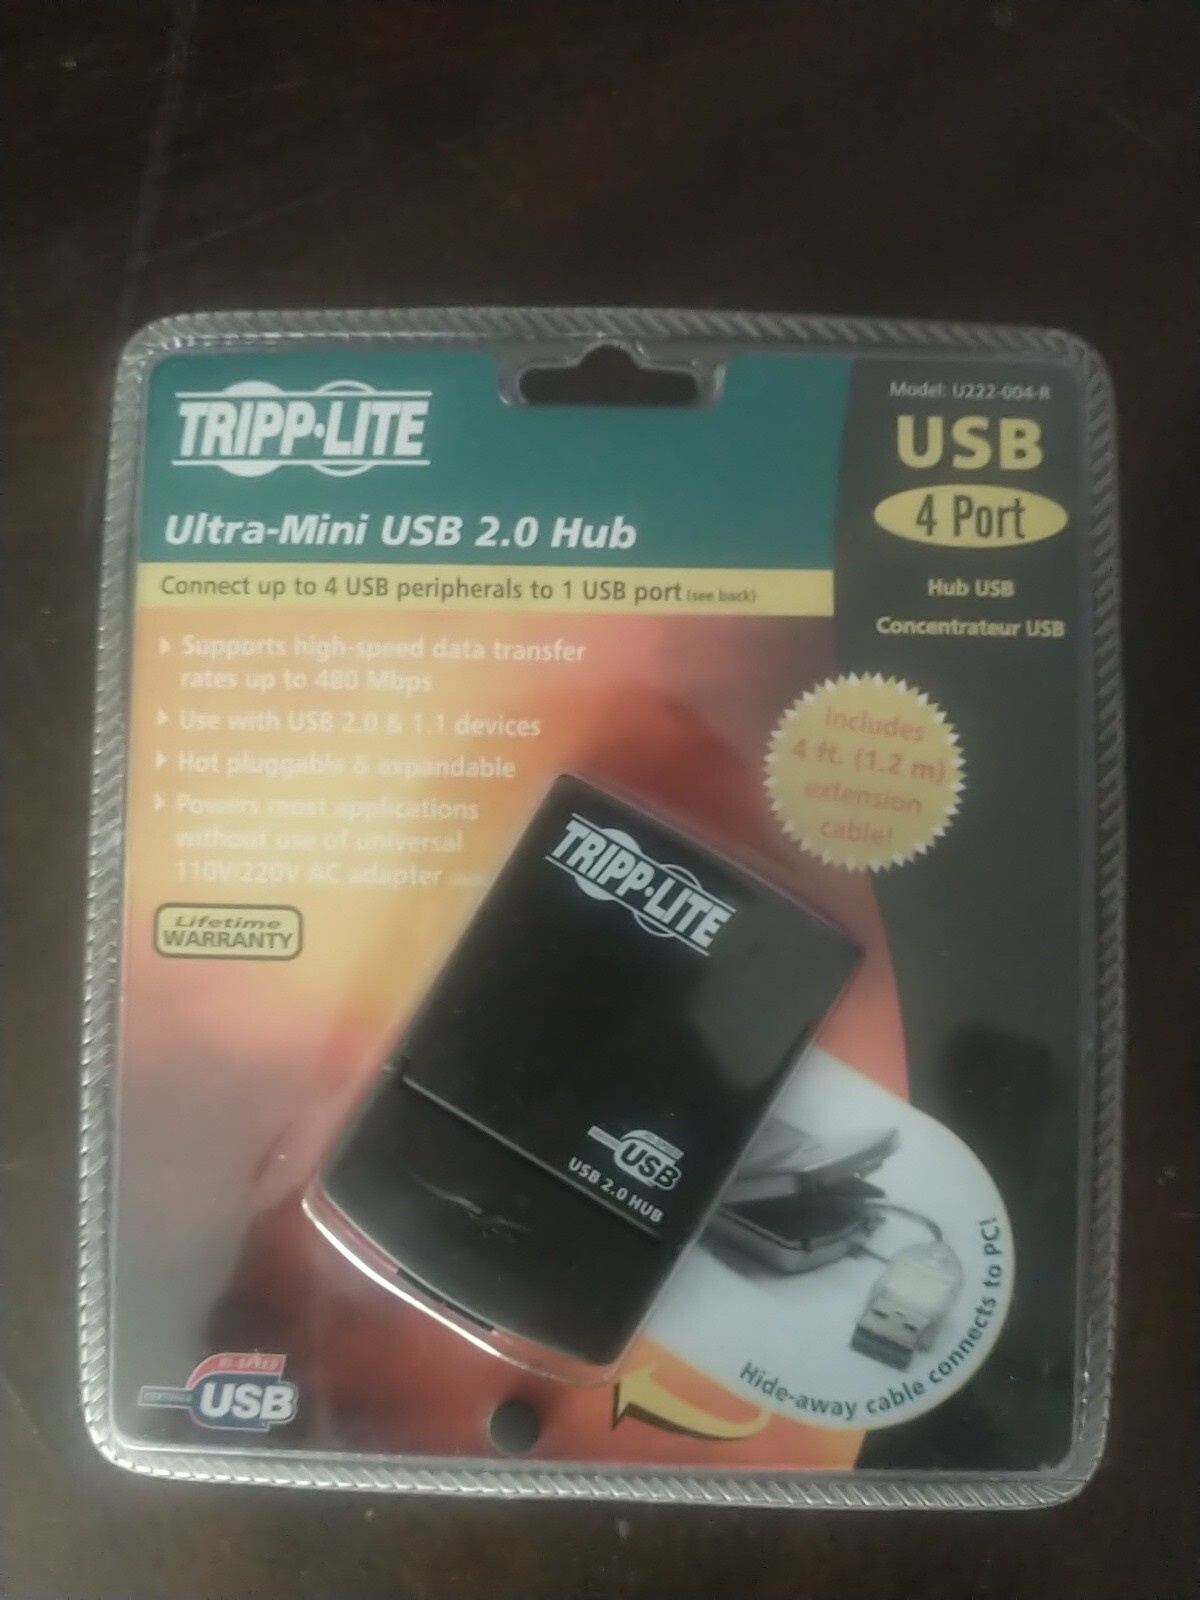 TRIPP·LITE
Ultra-Mini USB 2.0 Hub
Connect up to 4 USB peripherals to 1 USB port (see back)
Supports high-speed data transfer
rates up to 480 Mbps
Use with USB 2.0 & 1.1 devices
Hot pluggable & expandable
Powers most applications
without use of universal
110V/220V AC adapter
Lifetime
WARRANTY
Model: U222-004-R
USB
4 Port
Hub USB
Concentrateur USB
Includes
4 ft. (1.2 m)
extension
cable!
TRIPP·LITE
HI-SPEED
CERTIFIED
USB
USB 2.0 HUB
Hide-away cable connects to PC!
HI-SPEED
CERTIFIED
USB